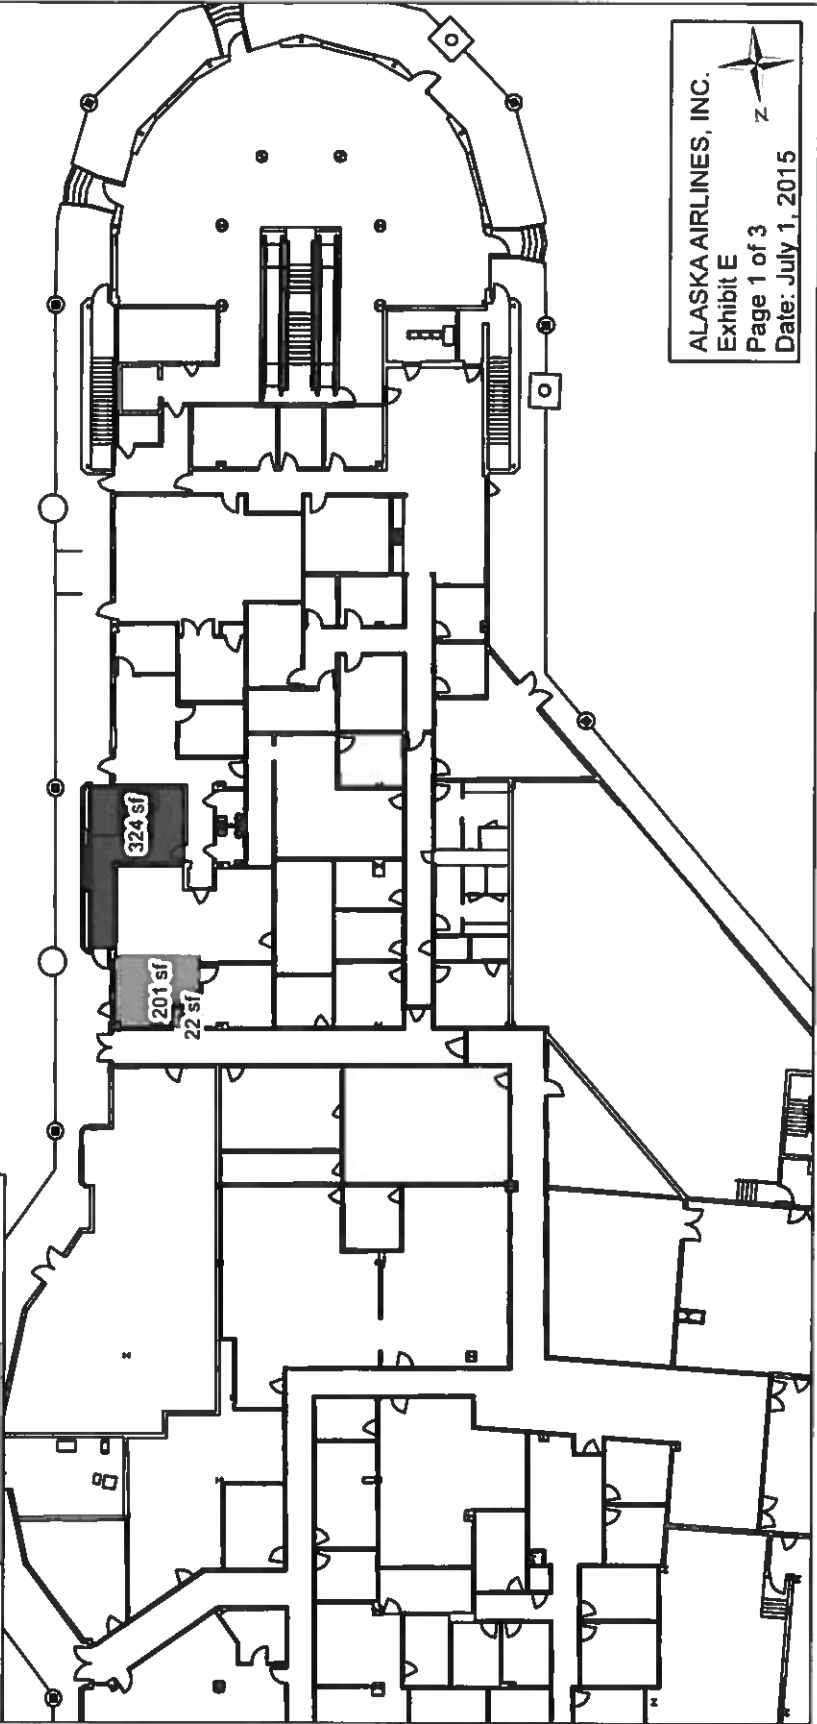 324 sf
201 sf
22 sf
ALASKA AIRLINES, INC.
Exhibit E
Page 1 of 3
Date: July 1, 2015
N